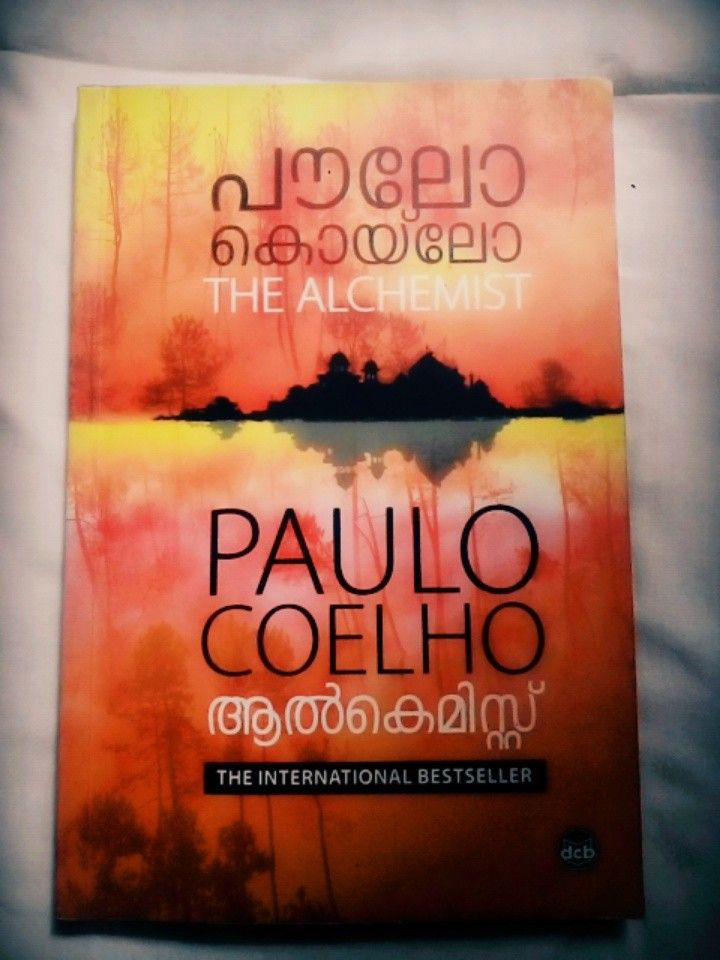 പൗലോ
കൊയ്‌ലോ
THE ALCHEMIST
PAULO
COELHO
ആൽകെമിസ്റ്റ്
THE INTERNATIONAL BESTSELLER
dcb